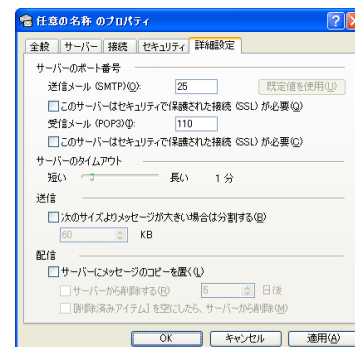 任意の名称 のプロパティ
全般 サーバー 接続 セキュリティ 詳細設定
サーバーのポート番号
送信メール (SMTP)(O): 25 既定値を使用(U)
このサーバーはセキュリティで保護された接続 (SSL) が必要(Q)
受信メール (POP3)(I): 110
このサーバーはセキュリティで保護された接続 (SSL) が必要(C)
サーバーのタイムアウト
短い 長い 1 分
送信
次のサイズよりメッセージが大きい場合は分割する(B)
60 KB
配信
サーバーにメッセージのコピーを置く(L)
サーバーから削除する(R) 5 日後
[削除済みアイテム] を空にしたら、サーバーから削除(M)
OK キャンセル 適用(A)